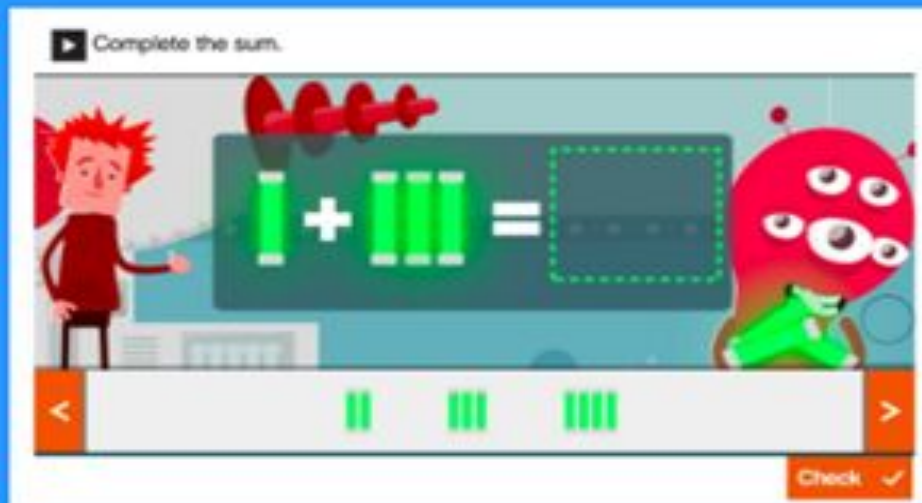 Complete the sum.
+ =
< >
Check